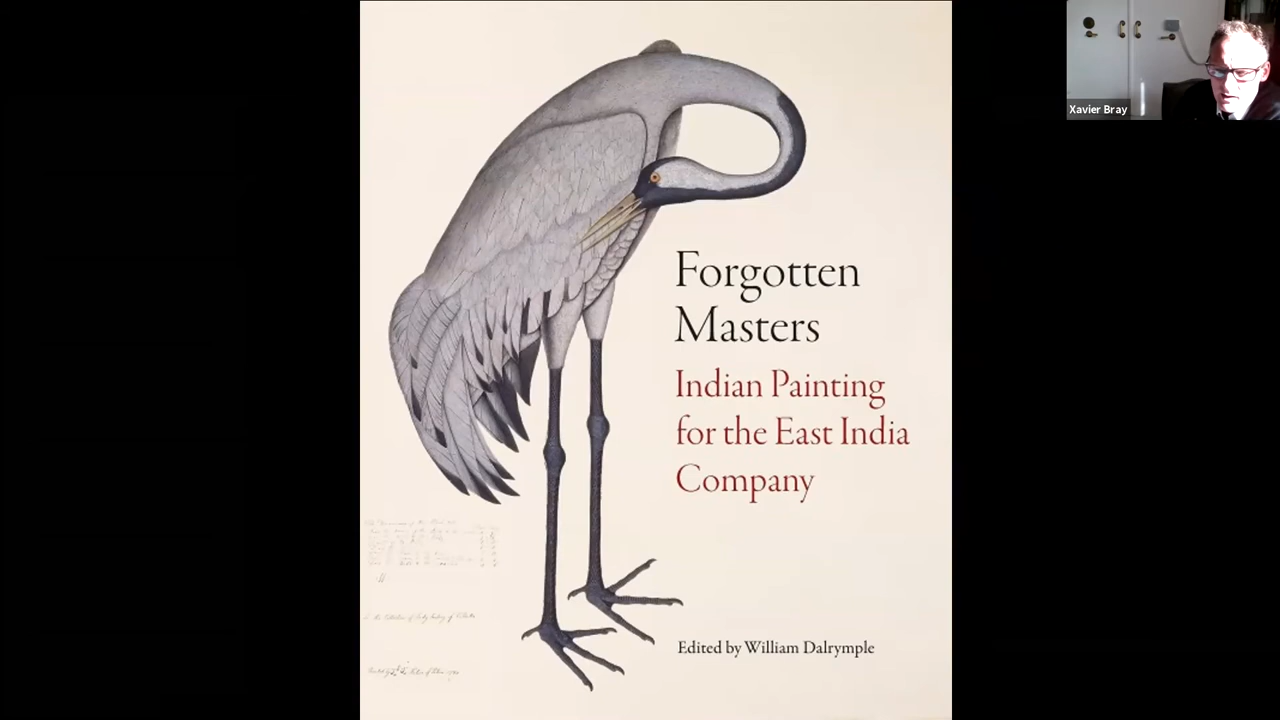 Xavier Bray
Forgotten
Masters
Indian Painting
for the East India
Company
Edited by William Dalrymple